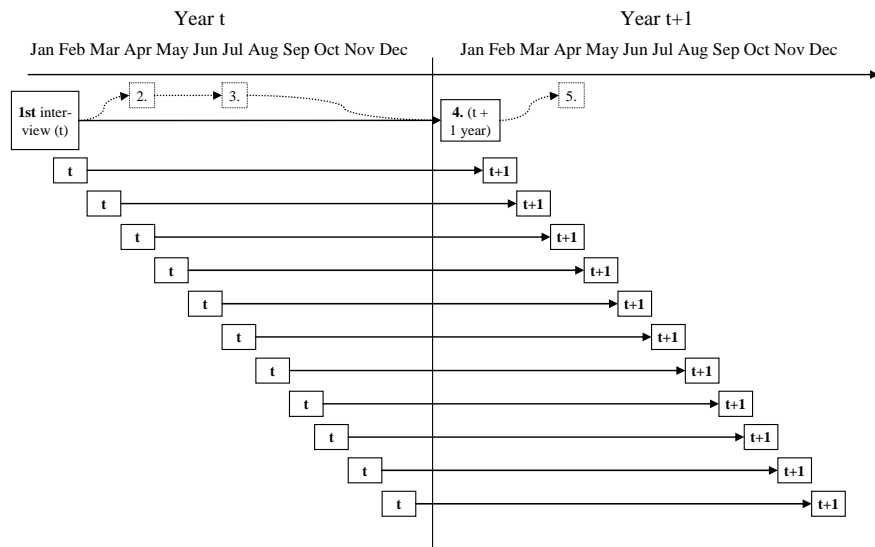 Year t
Year t+1
Jan Feb Mar Apr May Jun Jul Aug Sep Oct Nov Dec
Jan Feb Mar Apr May Jun Jul Aug Sep Oct Nov Dec
1st inter-
view (t)
2.
3.
4. (t +
1 year)
5.
t
t+1
t
t+1
t
t+1
t
t+1
t
t+1
t
t+1
t
t+1
t
t+1
t
t+1
t
t+1
t
t+1